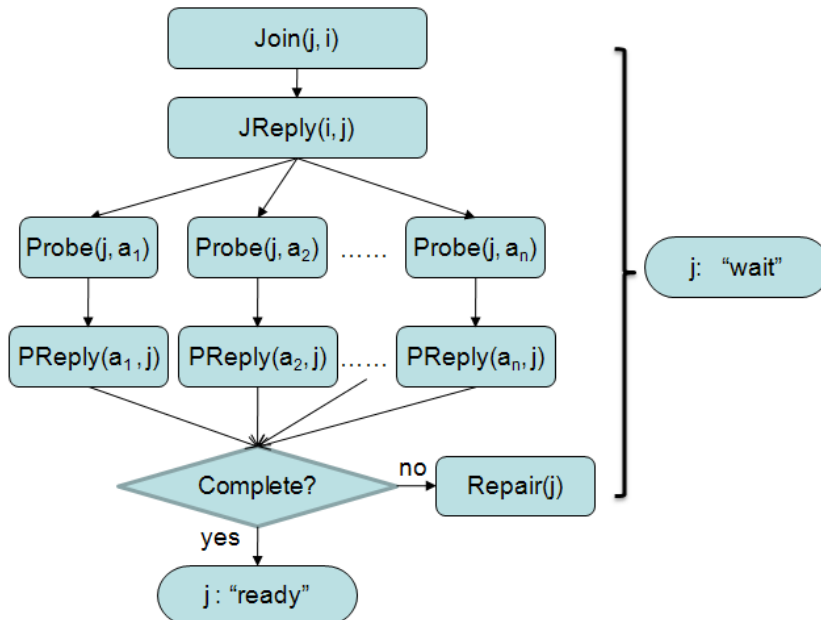 Join(j, i)
JReply(i, j)
Probe(j, a₁)
Probe(j, a₂)
……
Probe(j, aₙ)
j: “wait”
PReply(a₁, j)
PReply(a₂, j)
……
PReply(aₙ, j)
Complete?
no
Repair(j)
yes
j : “ready”